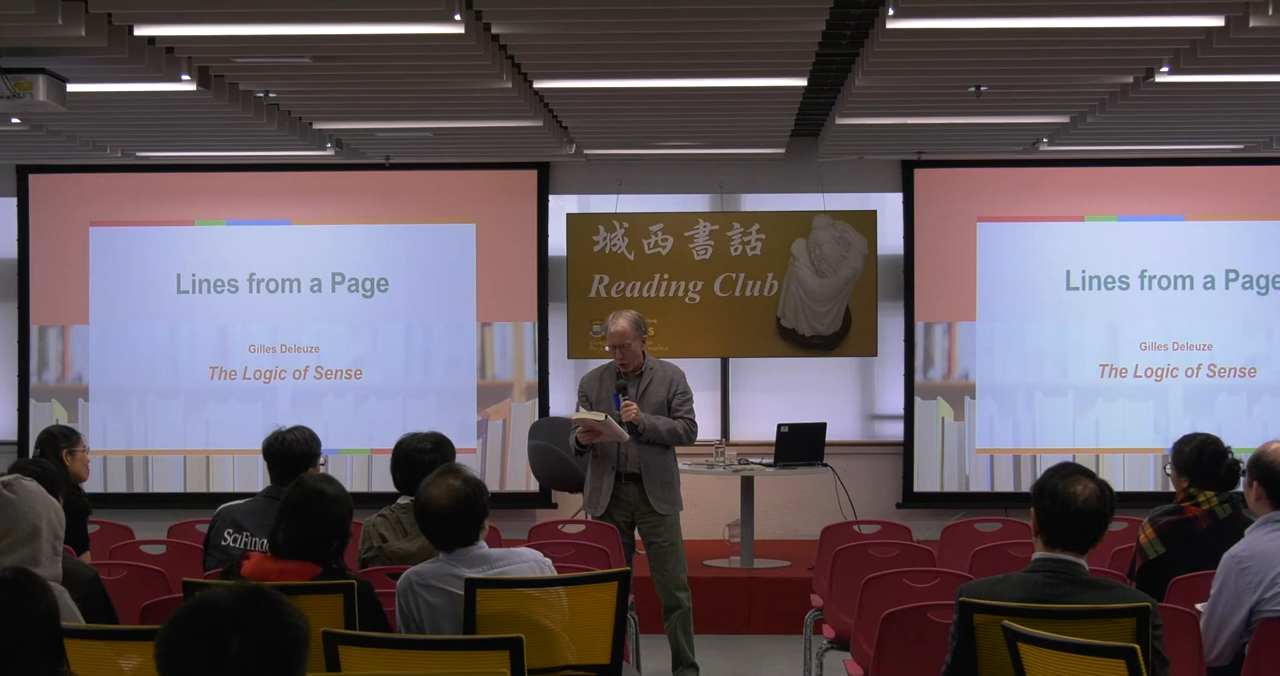 Lines from a Page
Gilles Deleuze
The Logic of Sense
城西書話
Reading Club
Lines from a Page
Gilles Deleuze
The Logic of Sense